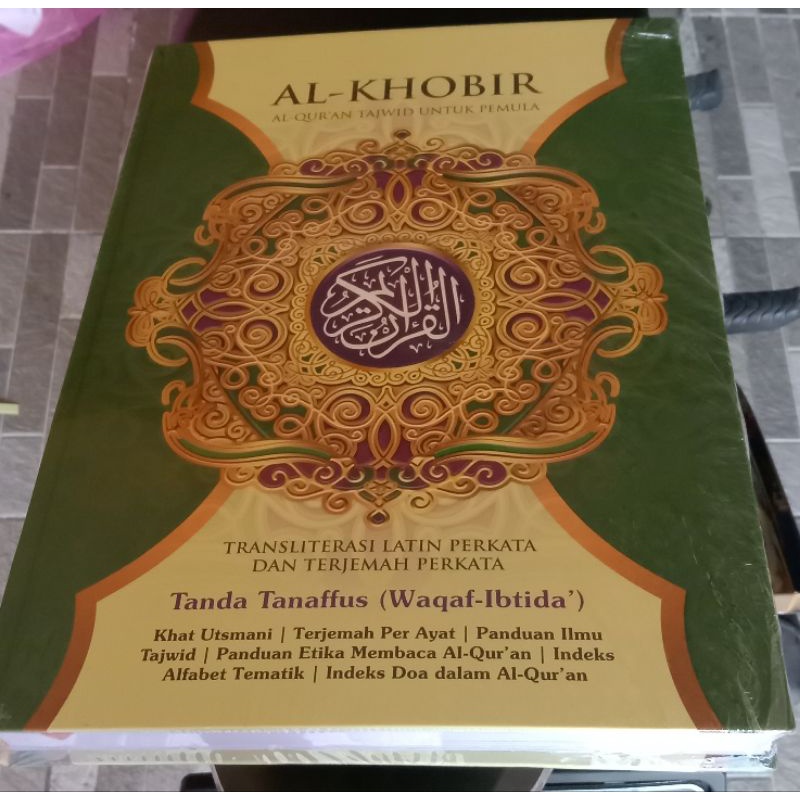 AL-KHOBIR
AL-QUR'AN TAJWID UNTUK PEMULA
القرآن الكريم
TRANSLITERASI LATIN PERKATA
DAN TERJEMAH PERKATA
Tanda Tanaffus (Waqaf-Ibtida')
Khat Utsmani | Terjemah Per Ayat | Panduan Ilmu
Tajwid | Panduan Etika Membaca Al-Qur'an | Indeks
Alfabet Tematik | Indeks Doa dalam Al-Qur'an